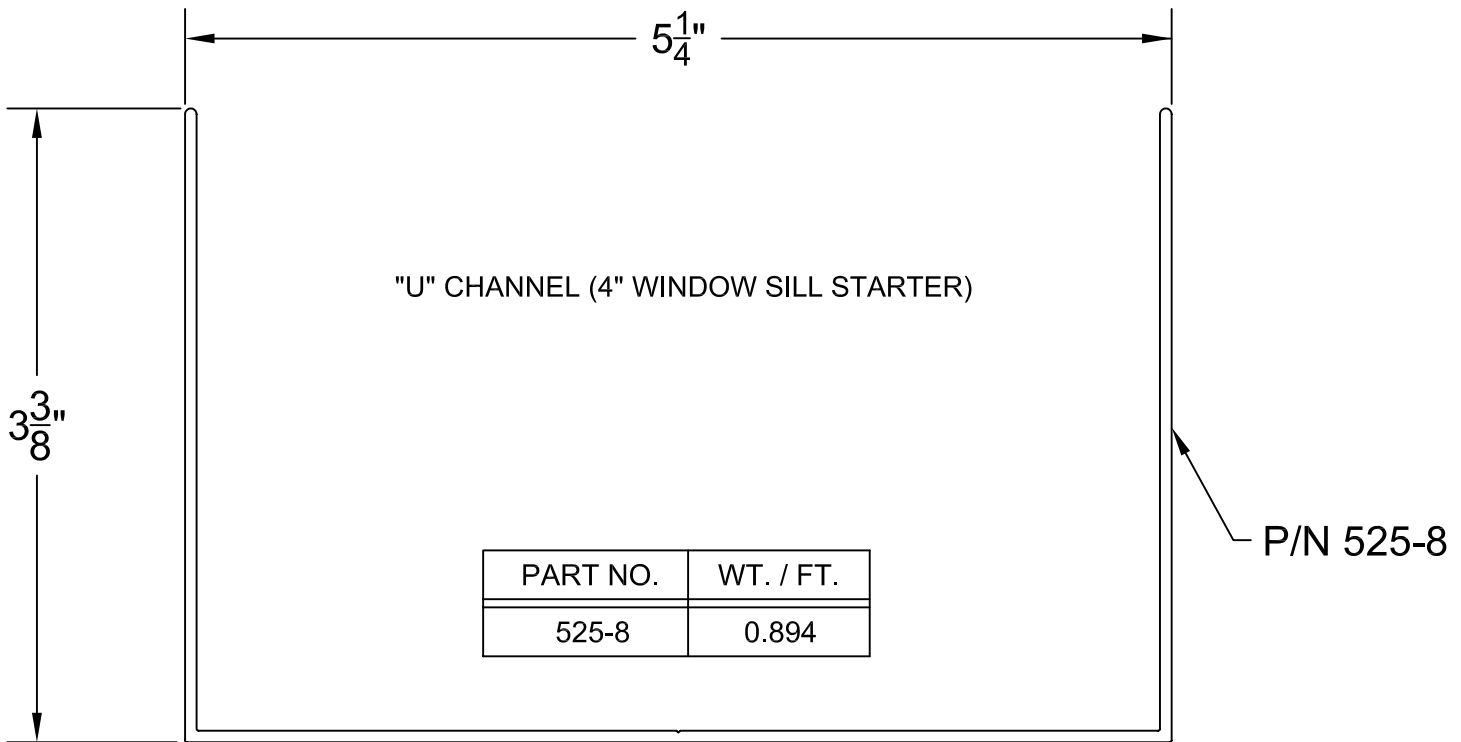 5 1/4"
3 3/8"
"U" CHANNEL (4" WINDOW SILL STARTER)
P/N 525-8
PART NO. WT. / FT.
525-8 0.894